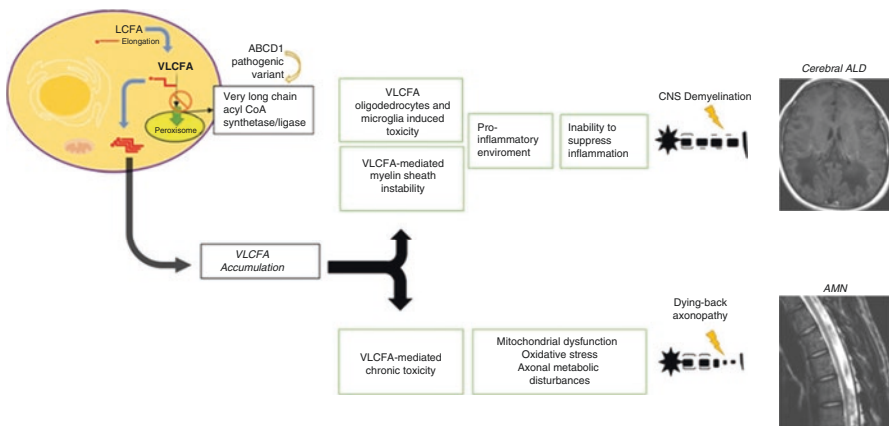 LCFA
Elongation
VLCFA
Peroxisome
ABCD1
pathogenic
variant
Very long chain
acyl CoA
synthetase/ligase
VLCFA
Accumulation
VLCFA
oligodedrocytes and
microglia induced
toxicity
VLCFA-mediated
myelin sheath
instability
Pro-
inflammatory
enviroment
Inability to
suppress
inflammation
CNS Demyelination
Cerebral ALD
VLCFA-mediated
chronic toxicity
Mitochondrial dysfunction
Oxidative stress
Axonal metabolic
disturbances
Dying-back
axonopathy
AMN